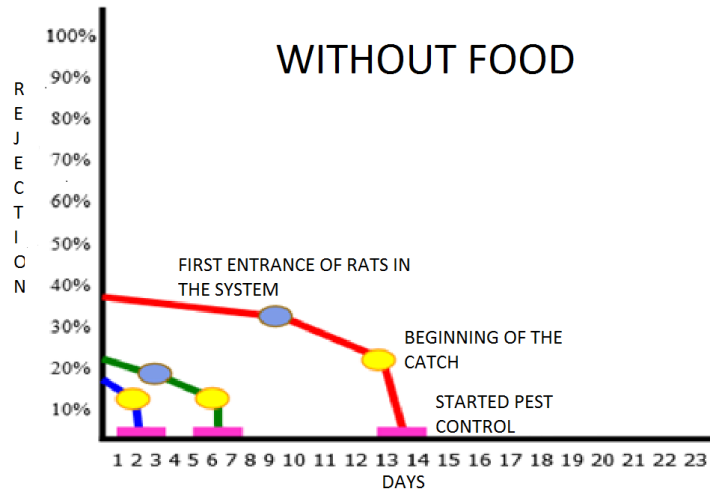 WITHOUT FOOD
100%
90%
80%
70%
60%
50%
40%
30%
20%
10%
REJECTION
FIRST ENTRANCE OF RATS IN
THE SYSTEM
BEGINNING OF THE
CATCH
STARTED PEST
CONTROL
1 2 3 4 5 6 7 8 9 10 11 12 13 14 15 16 17 18 19 20 21 22 23
DAYS